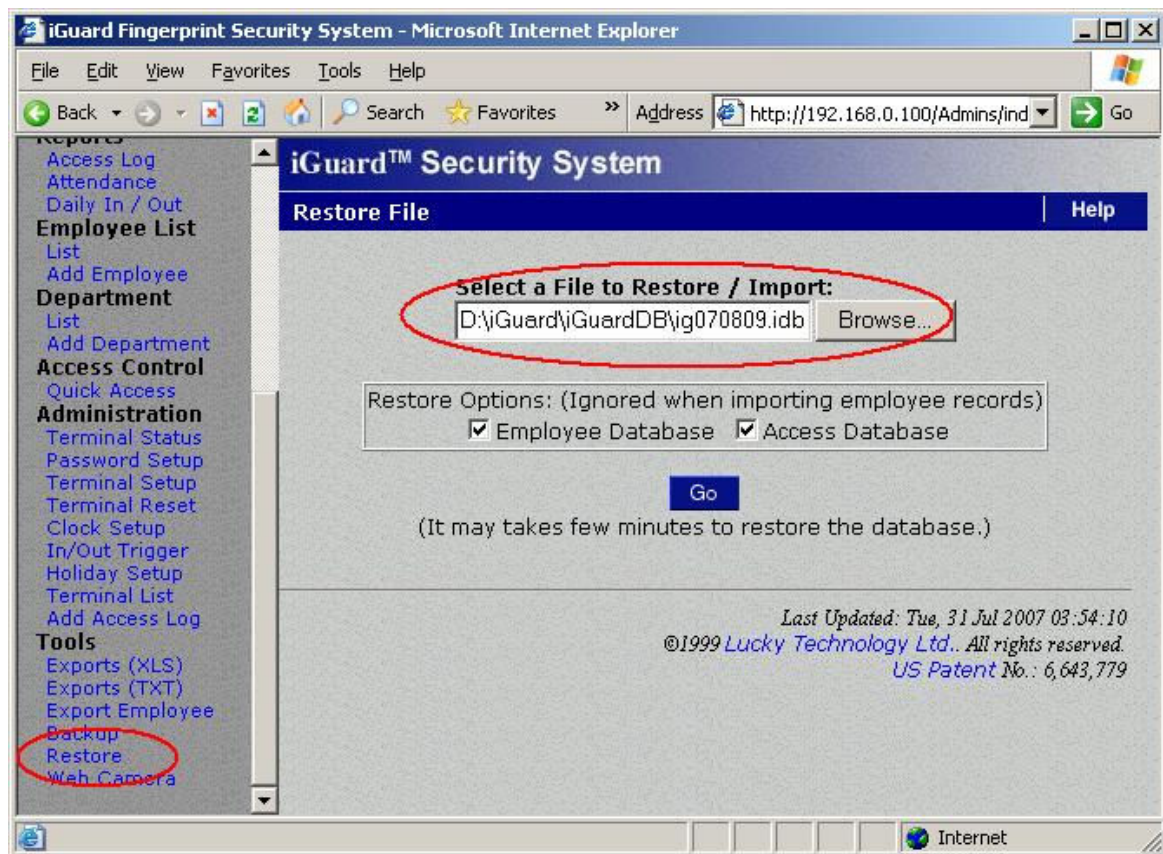 iGuard Fingerprint Security System - Microsoft Internet Explorer
File Edit View Favorites Tools Help
Back Search Favorites » Address http://192.168.0.100/Admins/ind Go
Reports
Access Log
Attendance
Daily In / Out
Employee List
List
Add Employee
Department
List
Add Department
Access Control
Quick Access
Administration
Terminal Status
Password Setup
Terminal Setup
Terminal Reset
Clock Setup
In/Out Trigger
Holiday Setup
Terminal List
Add Access Log
Tools
Exports (XLS)
Exports (TXT)
Export Employee
Backup
Restore
Web Camera
iGuard™ Security System
Restore File | Help
Select a File to Restore / Import:
D:\iGuard\iGuardDB\ig070809.idb Browse...
Restore Options: (Ignored when importing employee records)
Employee Database Access Database
Go
(It may takes few minutes to restore the database.)
Last Updated: Tue, 31 Jul 2007 03:54:10
©1999 Lucky Technology Ltd.. All rights reserved.
US Patent No.: 6,643,779
Internet